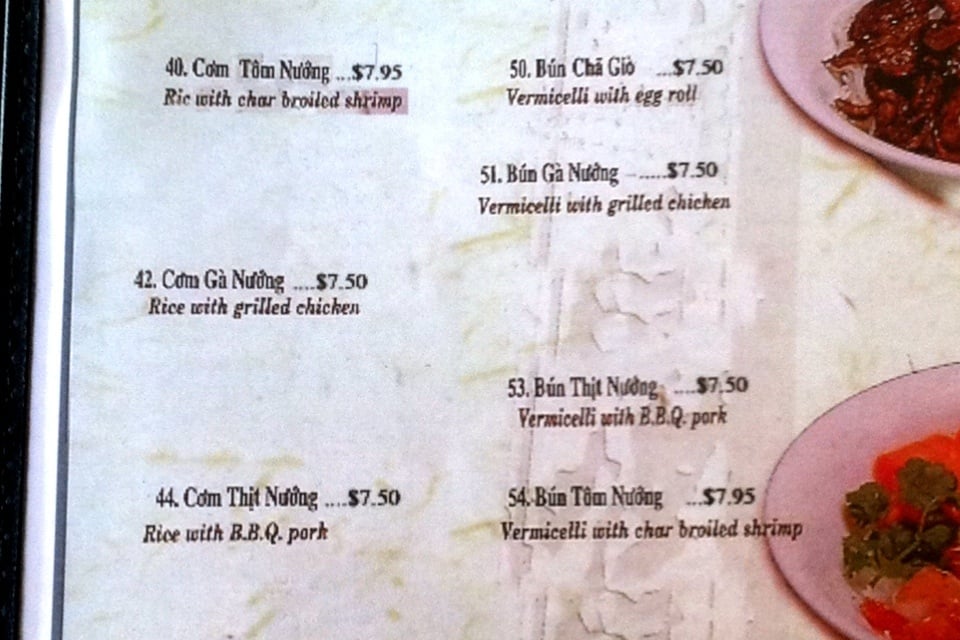 40. Cơm Tôm Nướng ...$7.95
Ric with char broiled shrimp
42. Cơm Gà Nướng ....$7.50
Rice with grilled chicken
44. Cơm Thịt Nướng ....$7.50
Rice with B.B.Q. pork
50. Bún Chã Giò ...$7.50
Vermicelli with egg roll
51. Bún Gà Nướng ......$7.50
Vermicelli with grilled chicken
53. Bún Thịt Nướng ....$7.50
Vermicelli with B.B.Q. pork
54. Bún Tôm Nướng ...$7.95
Vermicelli with char broiled shrimp